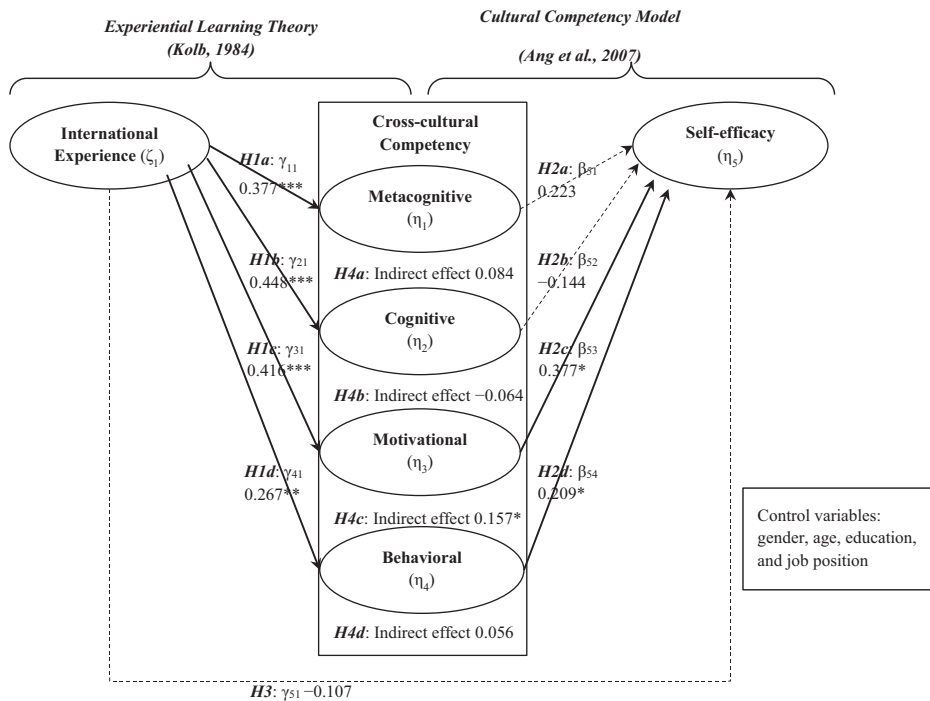 Experiential Learning Theory
(Kolb, 1984)
Cultural Competency Model
(Ang et al., 2007)
International
Experience (ζ1)
Cross-cultural
Competency
Self-efficacy
(η5)
H1a: γ11
0.377***
Metacognitive
(η1)
H2a: β51
0.223
H4a: Indirect effect 0.084
H1b: γ21
0.448***
Cognitive
(η2)
H2b: β52
−0.144
H4b: Indirect effect −0.064
H1c: γ31
0.416***
Motivational
(η3)
H2c: β53
0.377*
H4c: Indirect effect 0.157*
H1d: γ41
0.267**
Behavioral
(η4)
H2d: β54
0.209*
H4d: Indirect effect 0.056
Control variables:
gender, age, education,
and job position
H3: γ51 −0.107